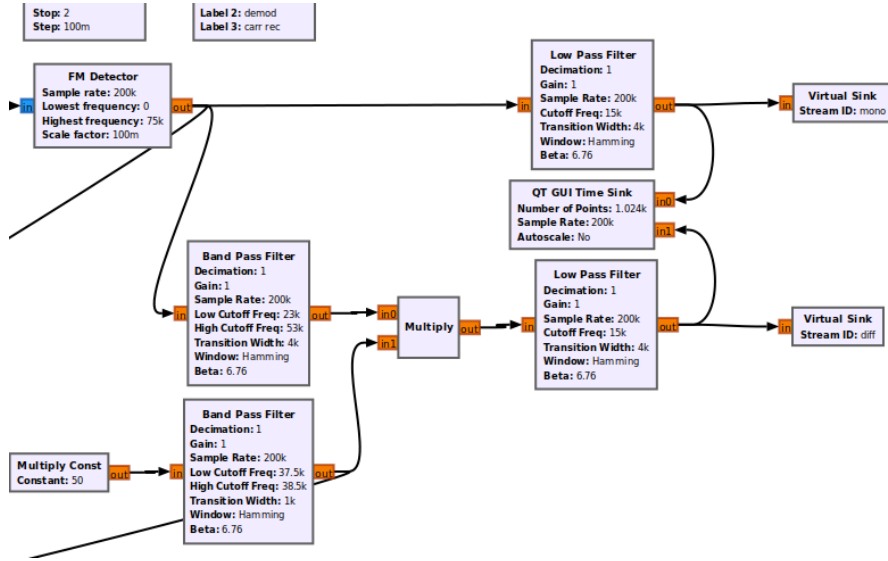 Stop: 2
Step: 100m
Label 2: demod
Label 3: carr rec
FM Detector
Sample rate: 200k
Lowest frequency: 0
Highest frequency: 75k
Scale factor: 100m
in
out
Low Pass Filter
Decimation: 1
Gain: 1
Sample Rate: 200k
Cutoff Freq: 15k
Transition Width: 4k
Window: Hamming
Beta: 6.76
in
out
Virtual Sink
Stream ID: mono
in
QT GUI Time Sink
Number of Points: 1.024k
Sample Rate: 200k
Autoscale: No
in0
in1
Band Pass Filter
Decimation: 1
Gain: 1
Sample Rate: 200k
Low Cutoff Freq: 23k
High Cutoff Freq: 53k
Transition Width: 4k
Window: Hamming
Beta: 6.76
in
out
Multiply
in0
in1
out
Low Pass Filter
Decimation: 1
Gain: 1
Sample Rate: 200k
Cutoff Freq: 15k
Transition Width: 4k
Window: Hamming
Beta: 6.76
in
out
Virtual Sink
Stream ID: diff
in
Multiply Const
Constant: 50
out
Band Pass Filter
Decimation: 1
Gain: 1
Sample Rate: 200k
Low Cutoff Freq: 37.5k
High Cutoff Freq: 38.5k
Transition Width: 1k
Window: Hamming
Beta: 6.76
in
out